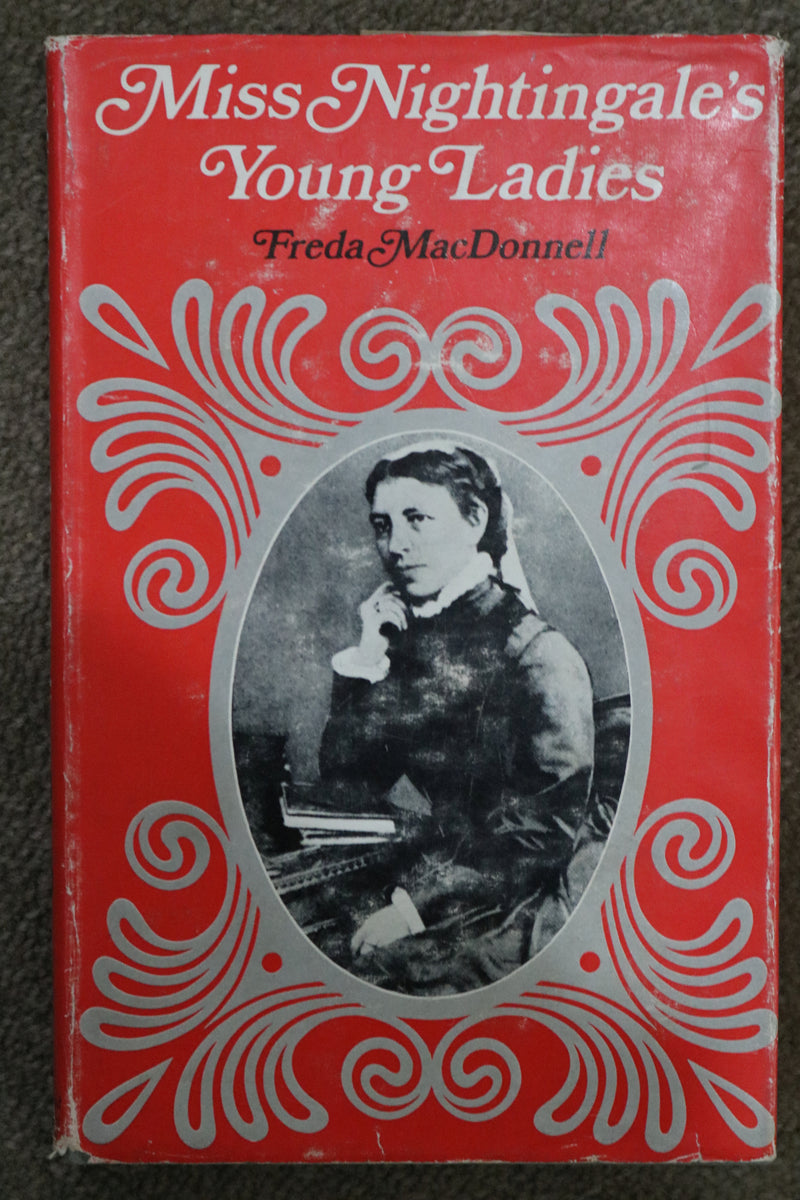 Miss Nightingale's
Young Ladies
Freda MacDonnell